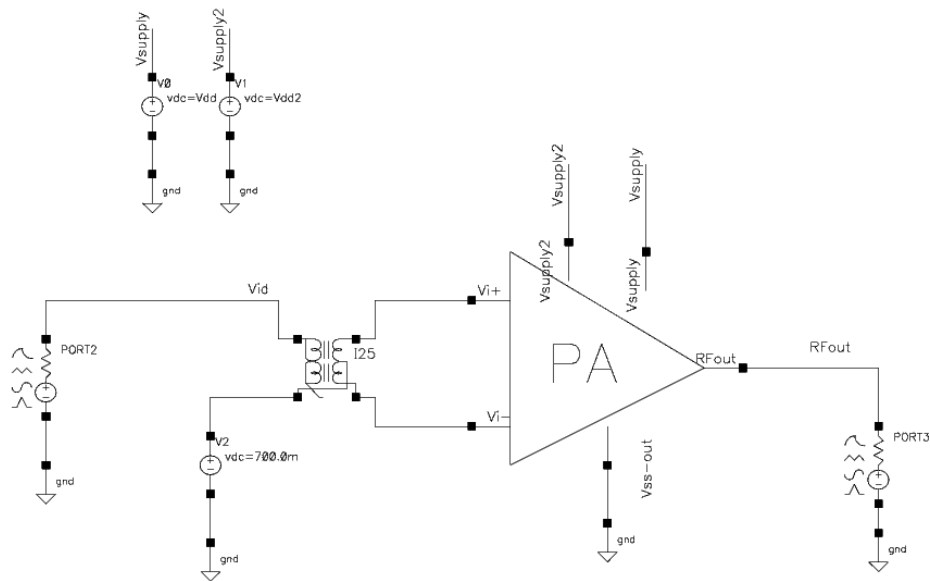 Vsupply
Vsupply2
VØ
vdc=Vdd
V1
vdc=Vdd2
gnd
gnd
Vsupply2
Vsupply
Vsupply2
Vsupply
Vid
Vi+
PORT2
I25
PA
RFout
RFout
Vi-
V2
vdc=700.0m
Vss-out
PORT3
gnd
gnd
gnd
gnd